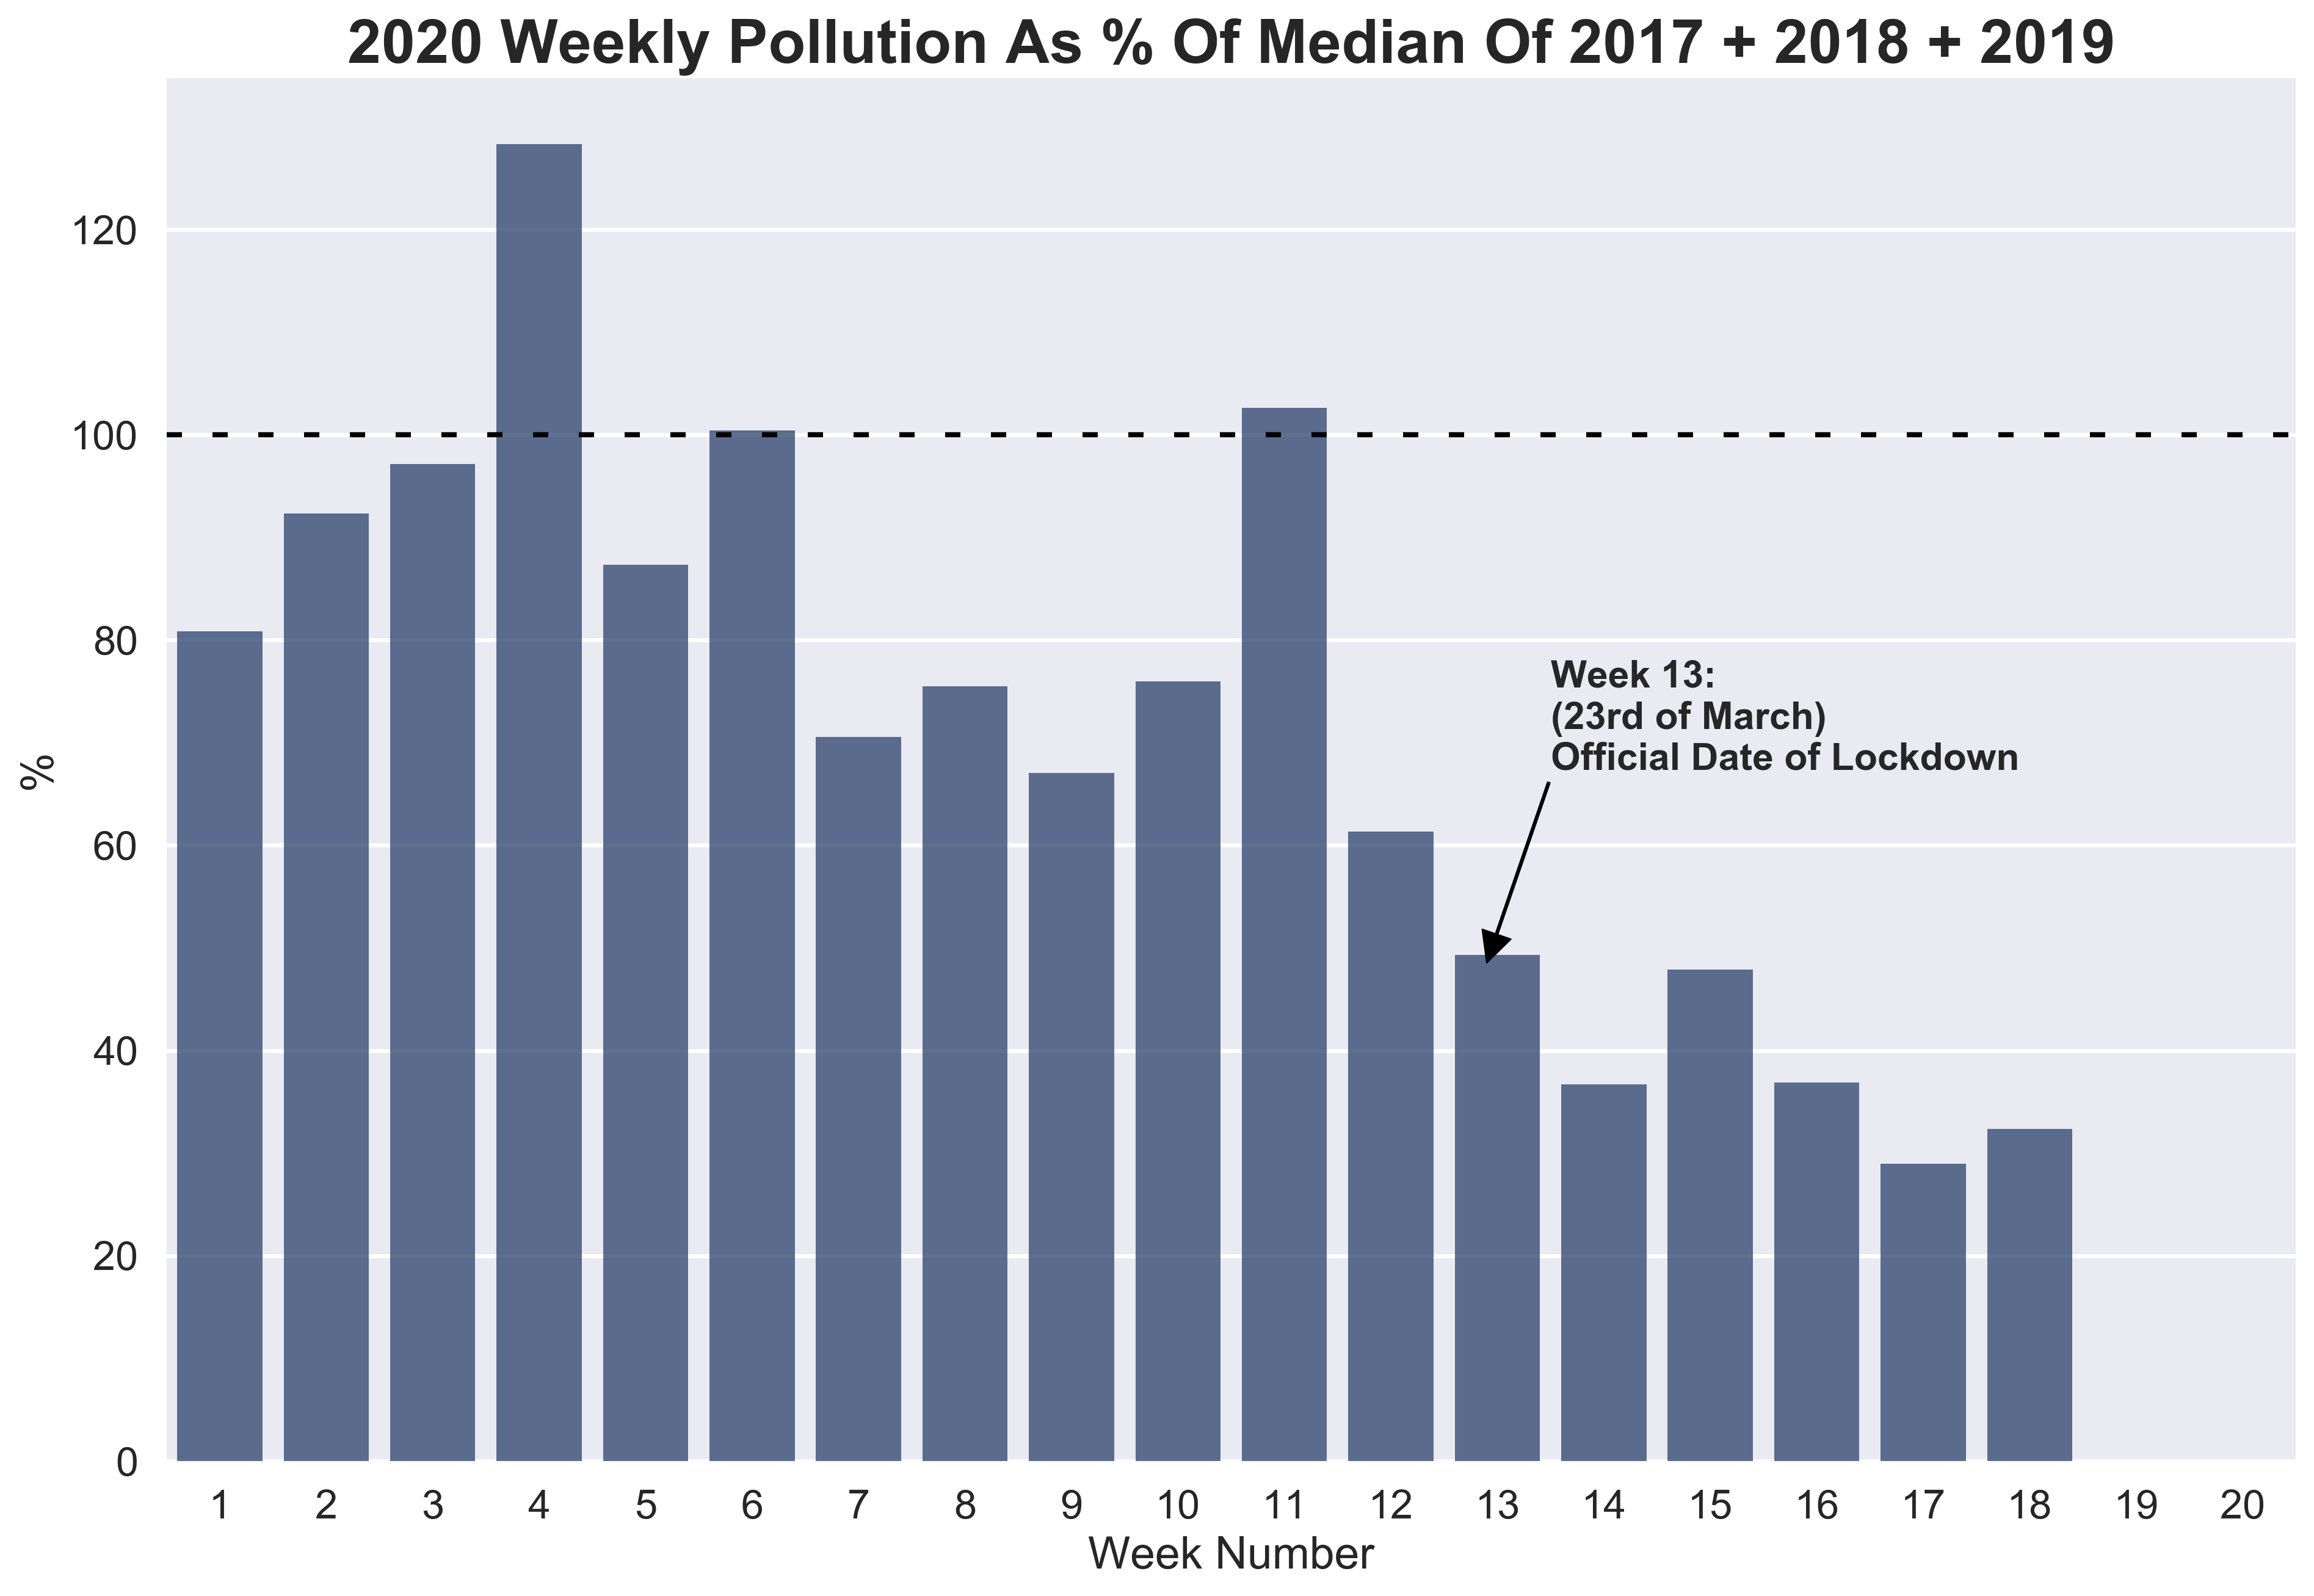 2020 Weekly Pollution As % Of Median Of 2017 + 2018 + 2019
120
100
80
60
40
20
0
%
Week 13:
(23rd of March)
Official Date of Lockdown
1 2 3 4 5 6 7 8 9 10 11 12 13 14 15 16 17 18 19 20
Week Number